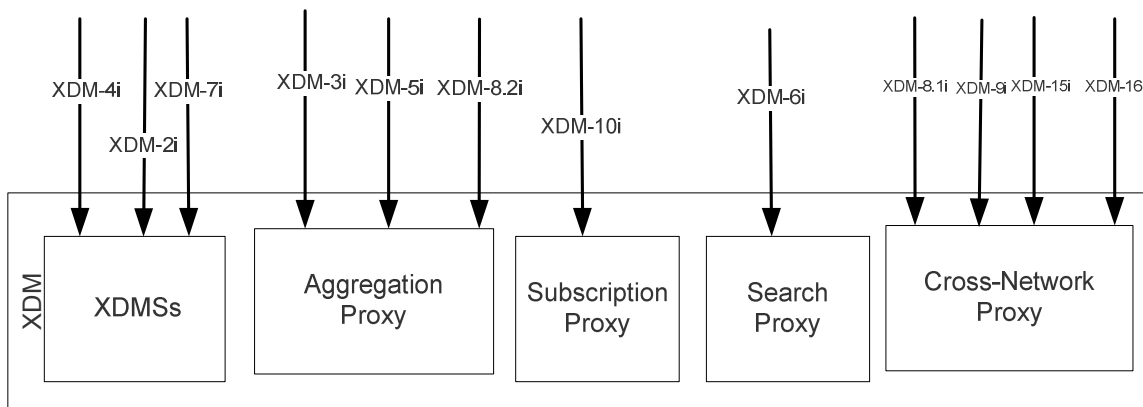 XDM-4i
XDM-7i
XDM-2i
XDM-3i
XDM-5i
XDM-8.2i
XDM-10i
XDM-6i
XDM-8.1i
XDM-9i
XDM-15i
XDM-16
XDM
XDMSs
Aggregation
Proxy
Subscription
Proxy
Search
Proxy
Cross-Network
Proxy